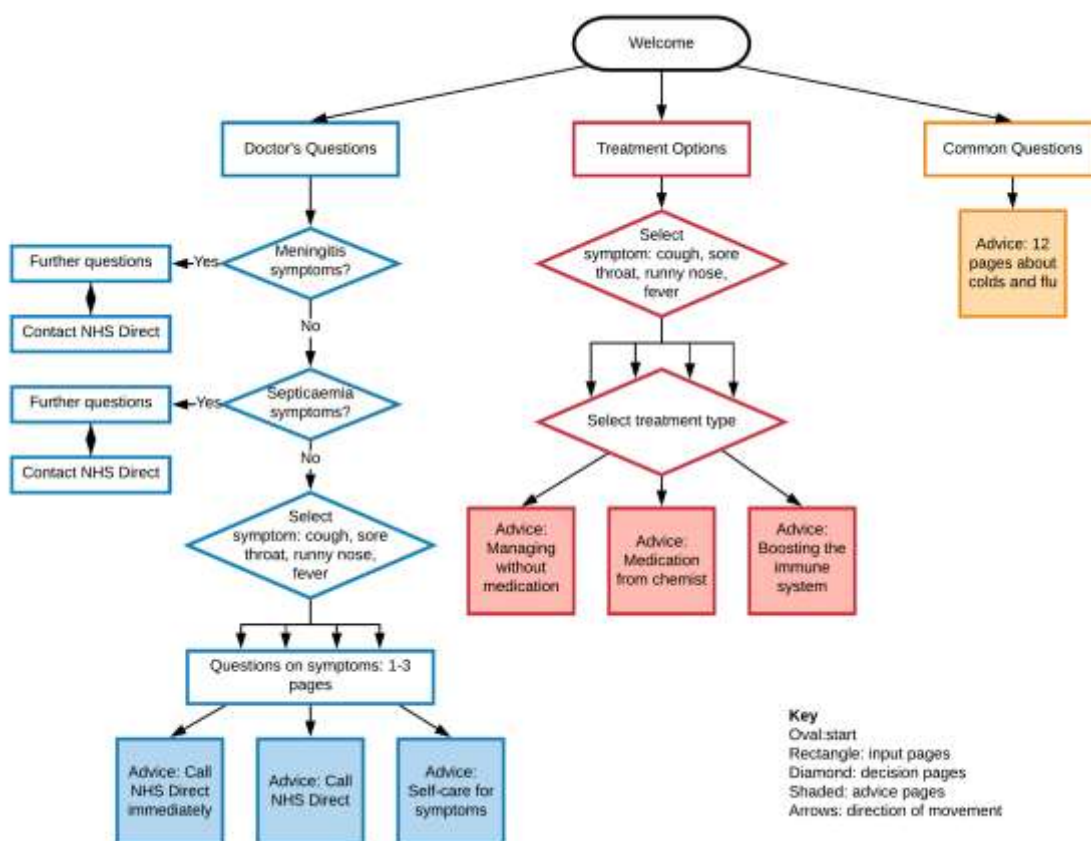 Welcome
Doctor's Questions
Treatment Options
Common Questions
Meningitis
symptoms?
Yes
Further questions
Contact NHS Direct
No
Septicaemia
symptoms?
Yes
Further questions
Contact NHS Direct
No
Select
symptom: cough, sore
throat, runny nose,
fever
Questions on symptoms: 1-3
pages
Advice: Call
NHS Direct
immediately
Advice: Call
NHS Direct
Advice:
Self-care for
symptoms
Select
symptom: cough, sore
throat, runny nose,
fever
Select treatment type
Advice:
Managing
without
medication
Advice:
Medication
from chemist
Advice:
Boosting the
immune
system
Advice: 12
pages about
colds and flu
Key
Oval:start
Rectangle: input pages
Diamond: decision pages
Shaded: advice pages
Arrows: direction of movement